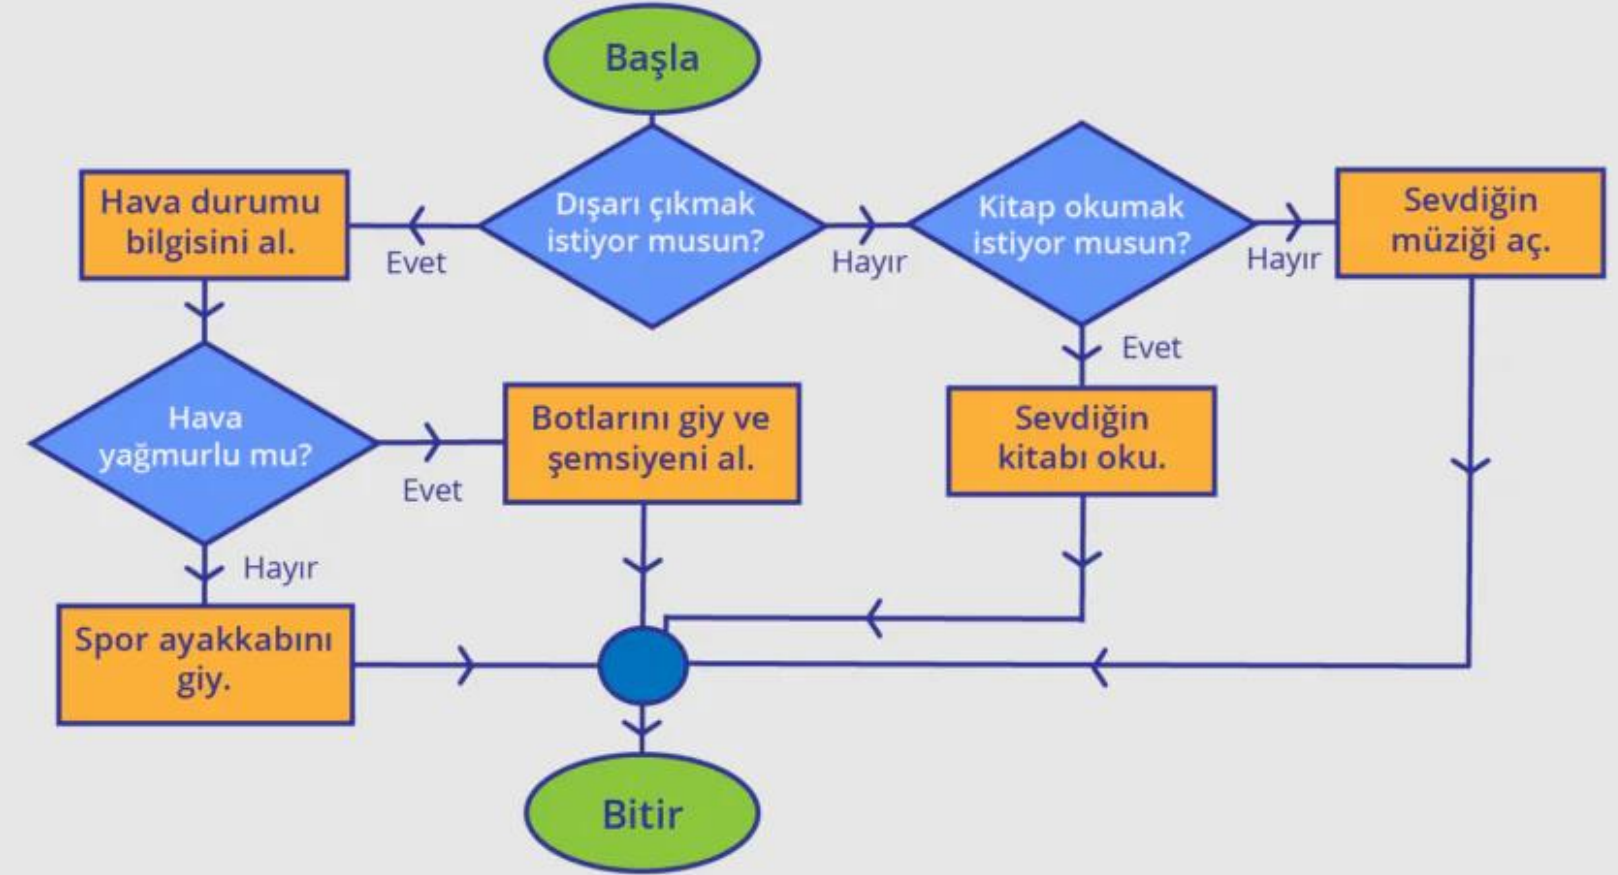 Başla
Dışarı çıkmak
istiyor musun?
Evet
Hava durumu
bilgisini al.
Hava
yağmurlu mu?
Evet
Botlarını giy ve
şemsiyeni al.
Hayır
Spor ayakkabını
giy.
Hayır
Kitap okumak
istiyor musun?
Hayır
Sevdiğin
müziği aç.
Evet
Sevdiğin
kitabı oku.
Bitir